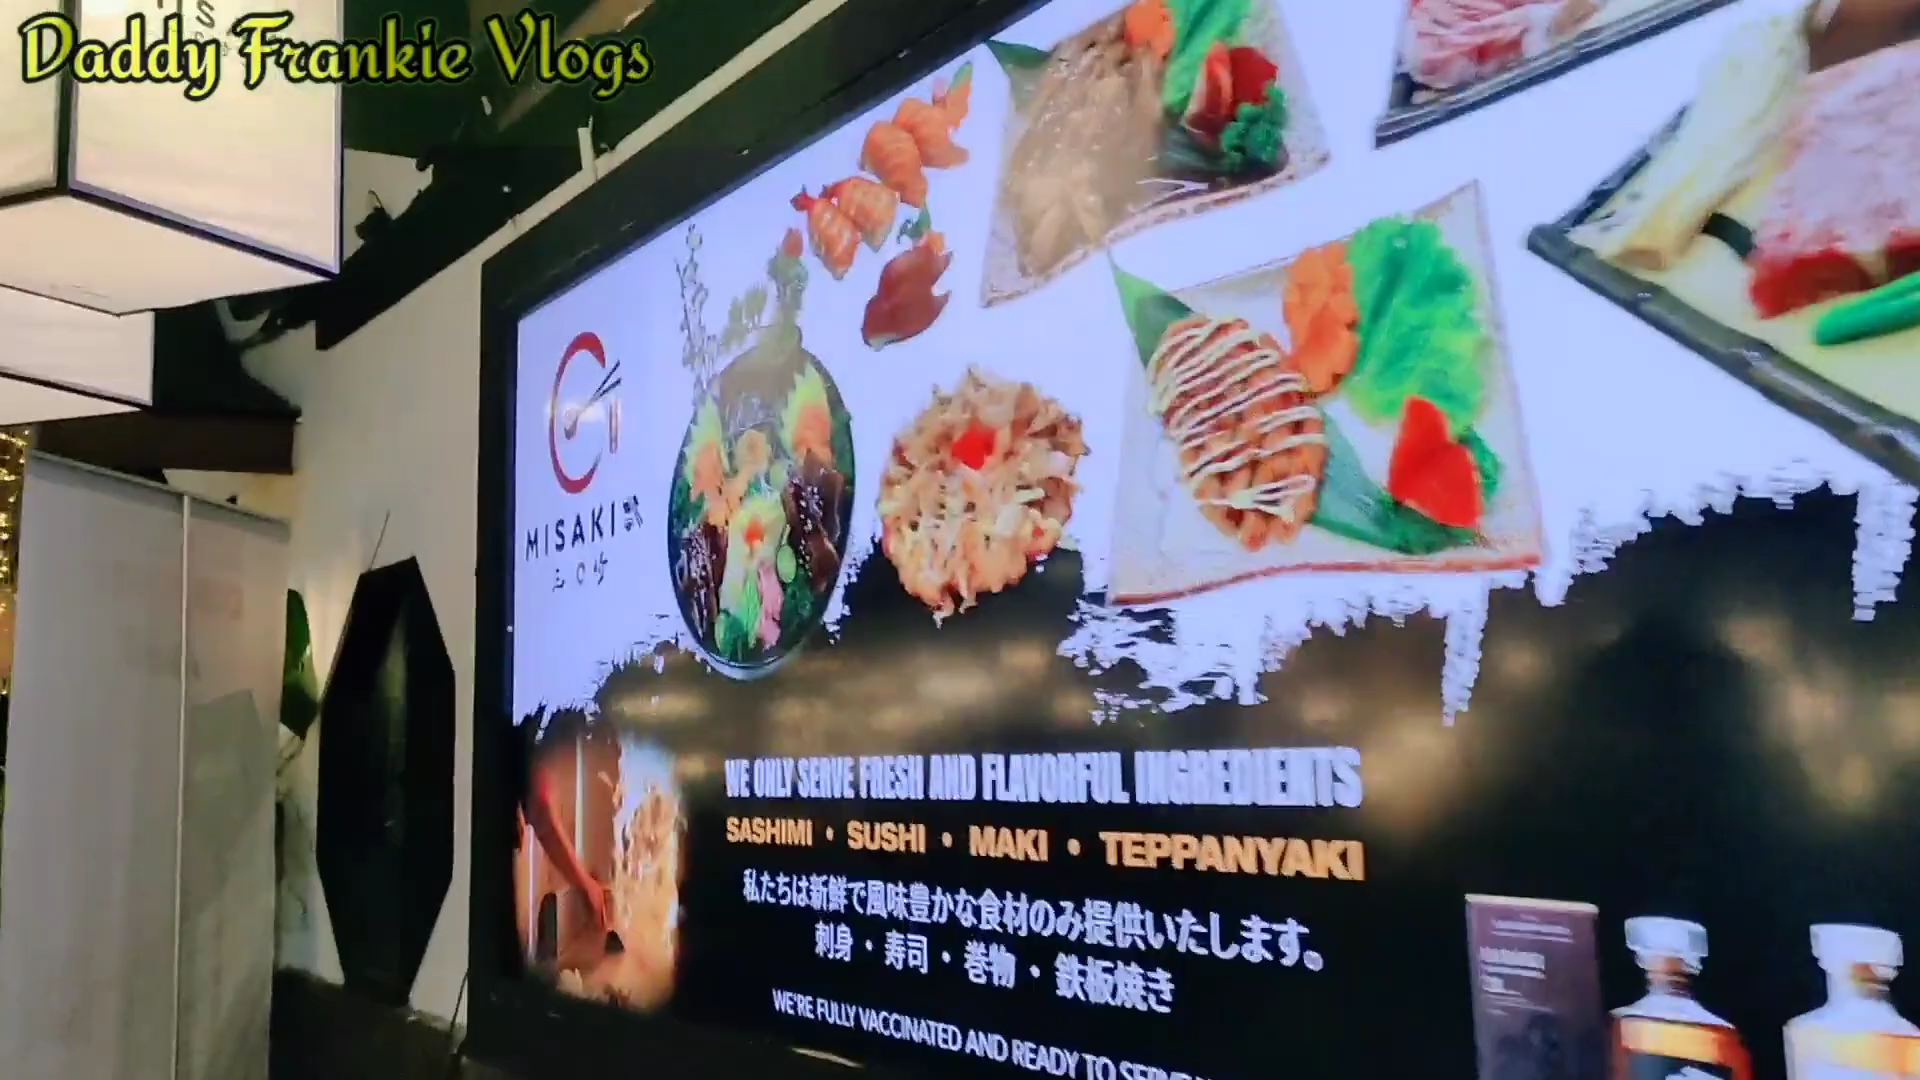 Daddy Frankie Vlogs
MISAKI
WE ONLY SERVE FRESH AND FLAVORFUL INGREDIENTS
SASHIMI • SUSHI • MAKI • TEPPANYAKI
私たちは新鮮で風味豊かな食材のみ提供いたします。
刺身・寿司・巻物・鉄板焼き
WE'RE FULLY VACCINATED AND READY TO SERVE